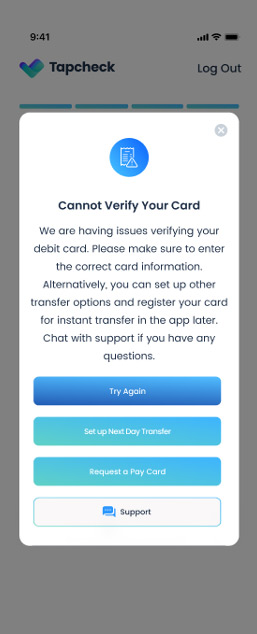 9:41
Tapcheck
Log Out
Cannot Verify Your Card
We are having issues verifying your
debit card. Please make sure to enter
the correct card information.
Alternatively, you can set up other
transfer options and register your card
for instant transfer in the app later.
Chat with support if you have any
questions.
Try Again
Set up Next Day Transfer
Request a Pay Card
Support